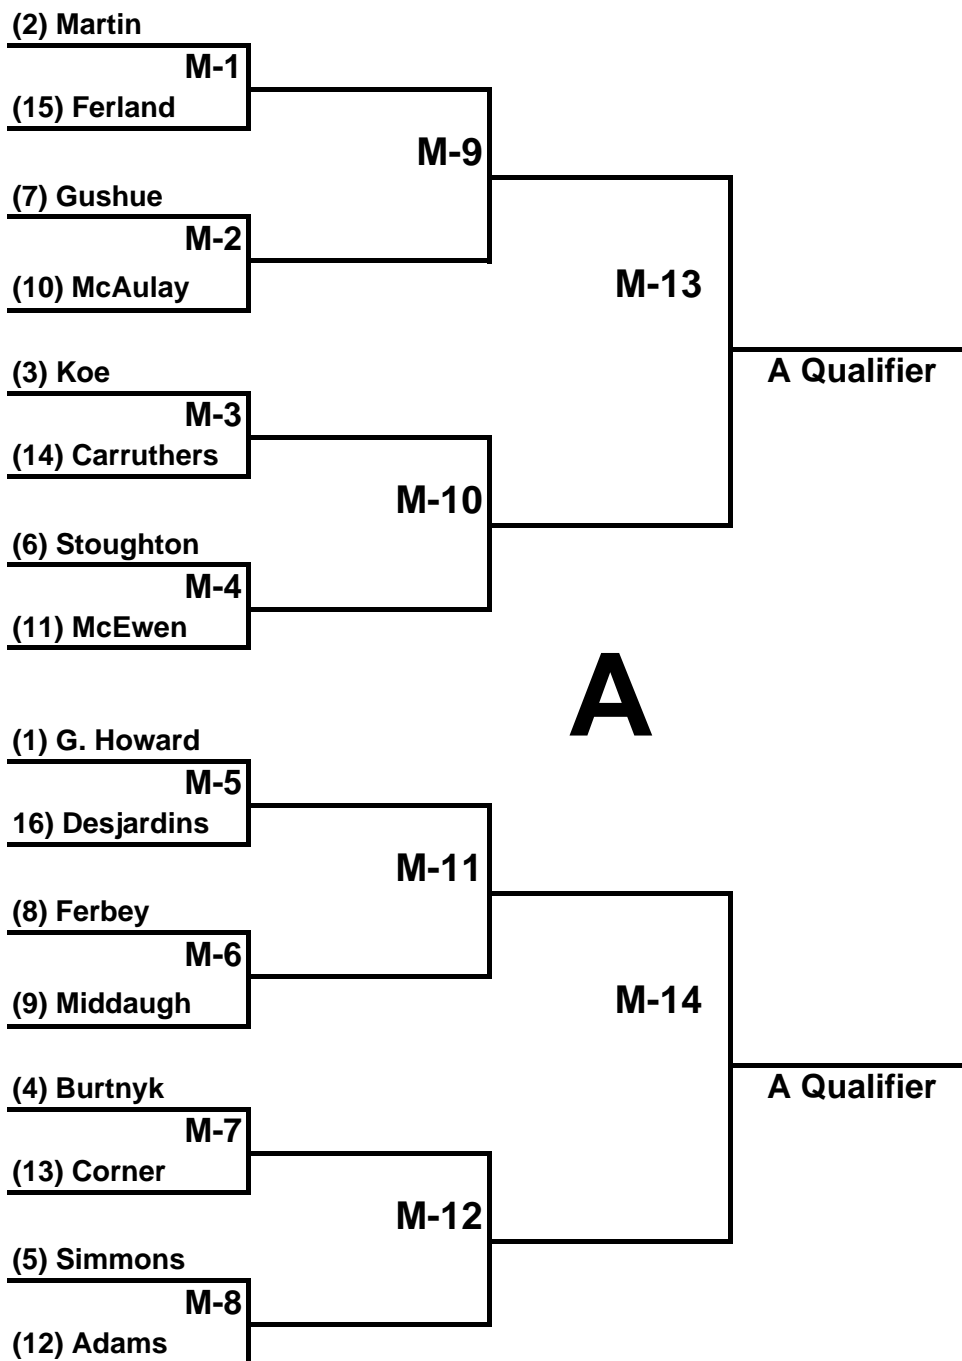 (2) Martin
M-1
(15) Ferland
M-9
(7) Gushue
M-2
(10) McAulay
M-13
A Qualifier
(3) Koe
M-3
(14) Carruthers
M-10
(6) Stoughton
M-4
(11) McEwen
A
(1) G. Howard
M-5
16) Desjardins
M-11
(8) Ferbey
M-6
(9) Middaugh
M-14
A Qualifier
(4) Burtnyk
M-7
(13) Corner
M-12
(5) Simmons
M-8
(12) Adams